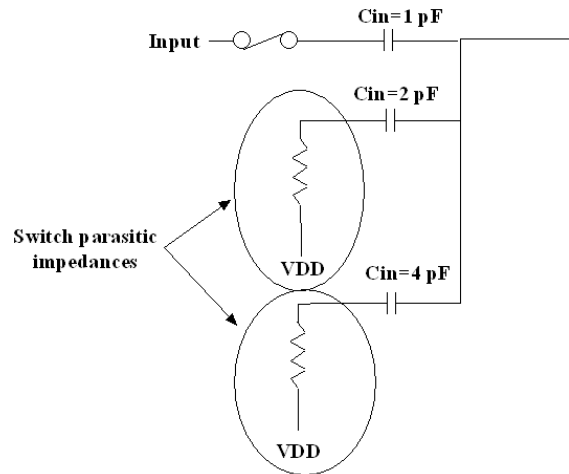 Cin=1 pF
Input
Cin=2 pF
Switch parasitic
impedances
VDD
Cin=4 pF
VDD